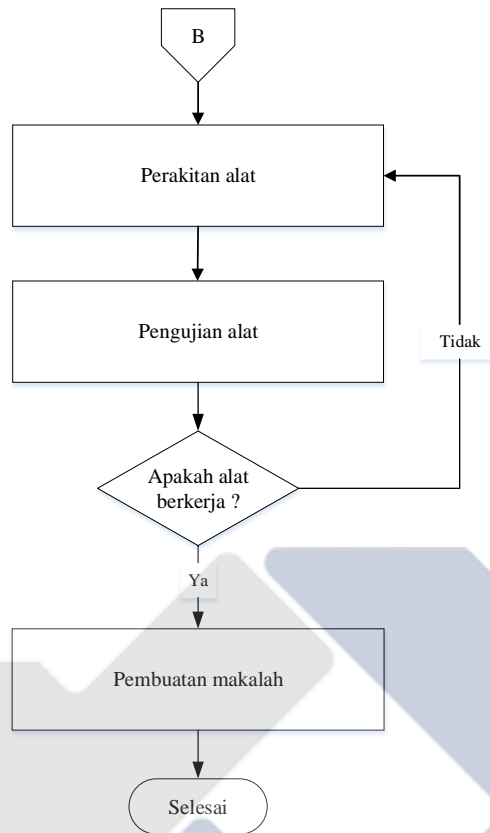 B
Perakitan alat
Pengujian alat
Tidak
Apakah alat
berkerja ?
Ya
Pembuatan makalah
Selesai